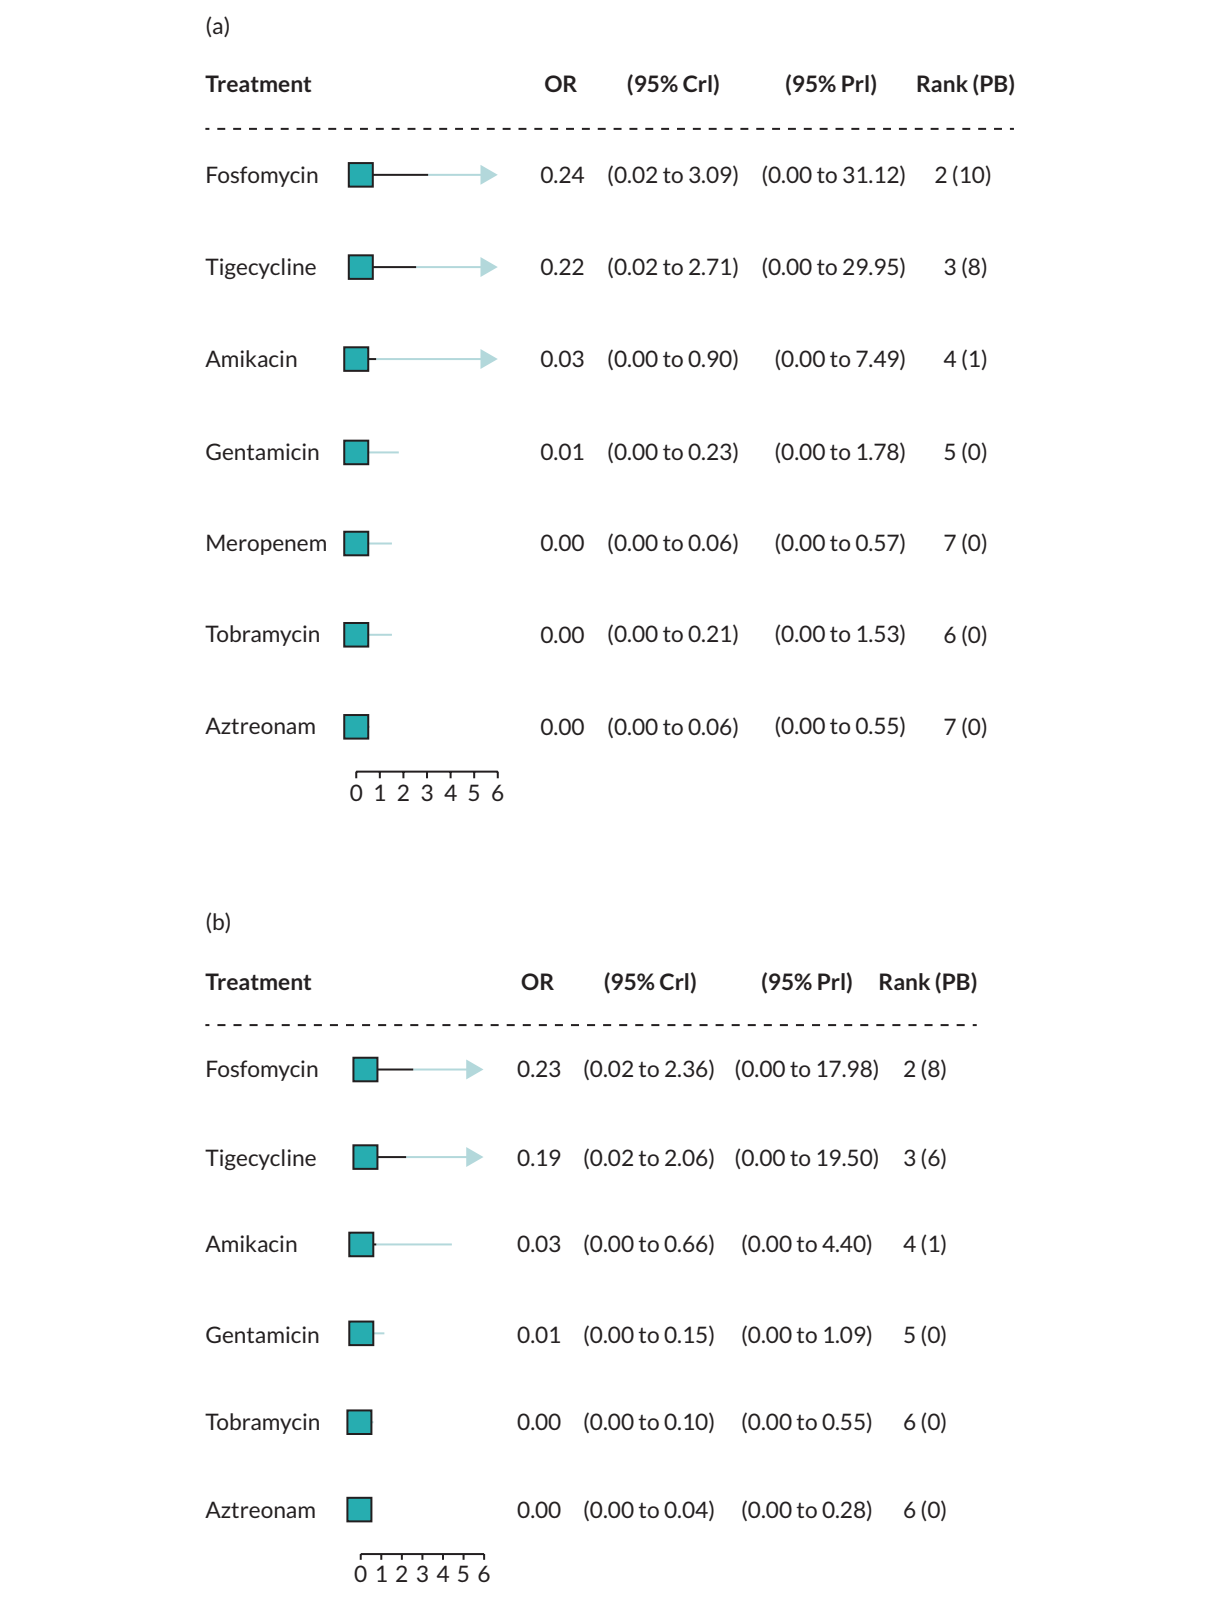 (a)
Treatment OR (95% Crl) (95% Prl) Rank (PB)
Fosfomycin 0.24 (0.02 to 3.09) (0.00 to 31.12) 2 (10)
Tigecycline 0.22 (0.02 to 2.71) (0.00 to 29.95) 3 (8)
Amikacin 0.03 (0.00 to 0.90) (0.00 to 7.49) 4 (1)
Gentamicin 0.01 (0.00 to 0.23) (0.00 to 1.78) 5 (0)
Meropenem 0.00 (0.00 to 0.06) (0.00 to 0.57) 7 (0)
Tobramycin 0.00 (0.00 to 0.21) (0.00 to 1.53) 6 (0)
Aztreonam 0.00 (0.00 to 0.06) (0.00 to 0.55) 7 (0)
0 1 2 3 4 5 6
(b)
Treatment OR (95% Crl) (95% Prl) Rank (PB)
Fosfomycin 0.23 (0.02 to 2.36) (0.00 to 17.98) 2 (8)
Tigecycline 0.19 (0.02 to 2.06) (0.00 to 19.50) 3 (6)
Amikacin 0.03 (0.00 to 0.66) (0.00 to 4.40) 4 (1)
Gentamicin 0.01 (0.00 to 0.15) (0.00 to 1.09) 5 (0)
Tobramycin 0.00 (0.00 to 0.10) (0.00 to 0.55) 6 (0)
Aztreonam 0.00 (0.00 to 0.04) (0.00 to 0.28) 6 (0)
0 1 2 3 4 5 6